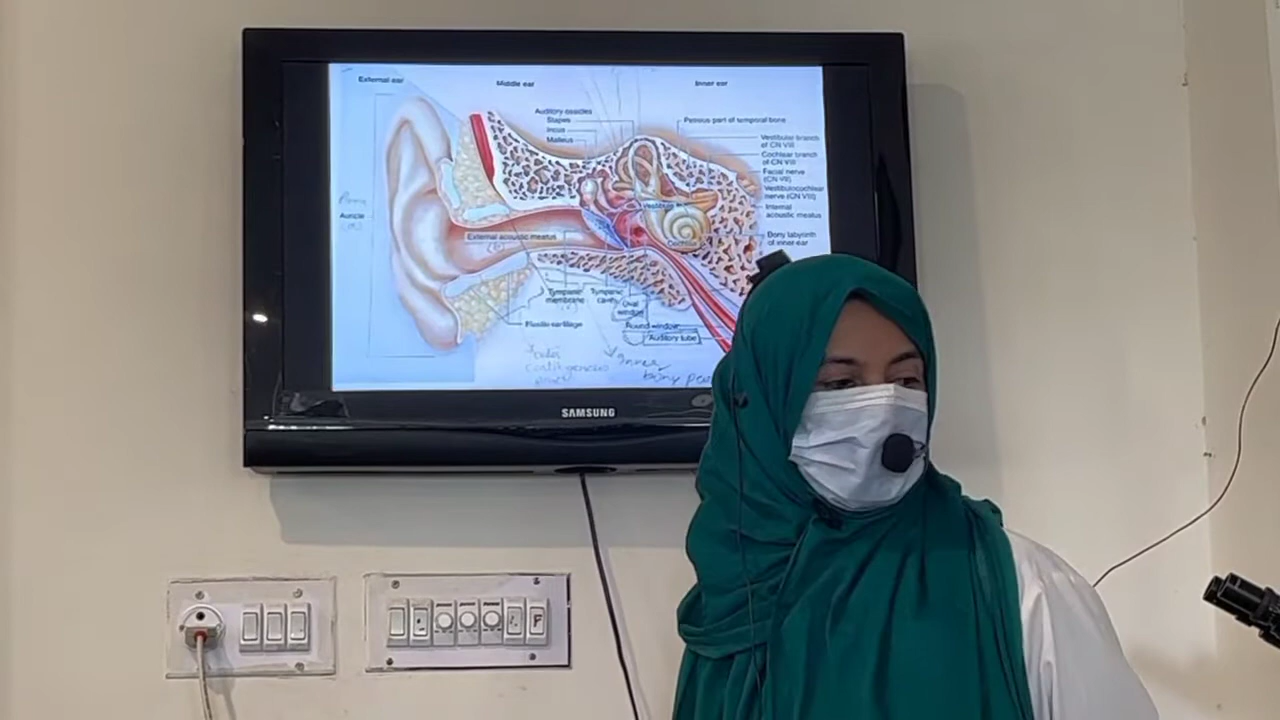 External ear
Middle ear
Inner ear
Auditory ossicles
Stapes
Incus
Malleus
Petrous part of temporal bone
Vestibular branch
of CN VIII
Cochlear branch
of CN VIII
Facial nerve
(CN VII)
Vestibulocochlear
nerve (CN VIII)
Internal
acoustic meatus
Bony labyrinth
of inner ear
Auricle
External acoustic meatus
Vestibule
Cochlea
Tympanic
membrane
Tympanic
cavity
Oval
window
Round window
Auditory tube
Elastic cartilage
Inner
SAMSUNG